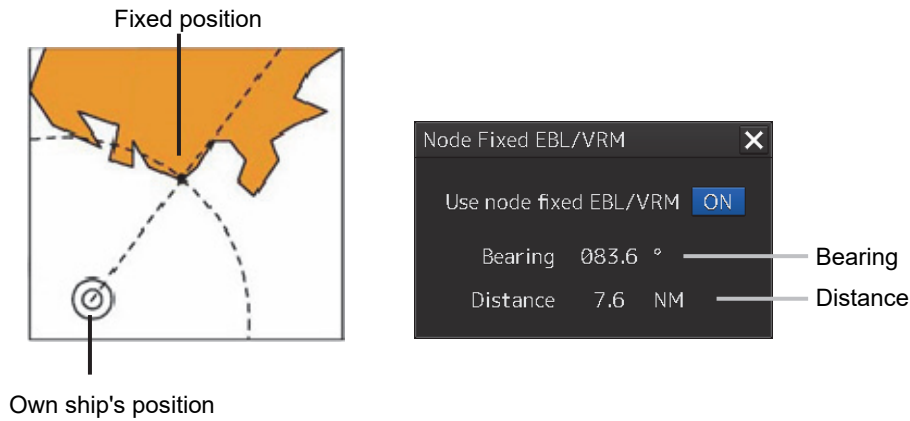 Fixed position
Own ship's position
Node Fixed EBL/VRM
Use node fixed EBL/VRM ON
Bearing 083.6 °
Distance 7.6 NM
Bearing
Distance